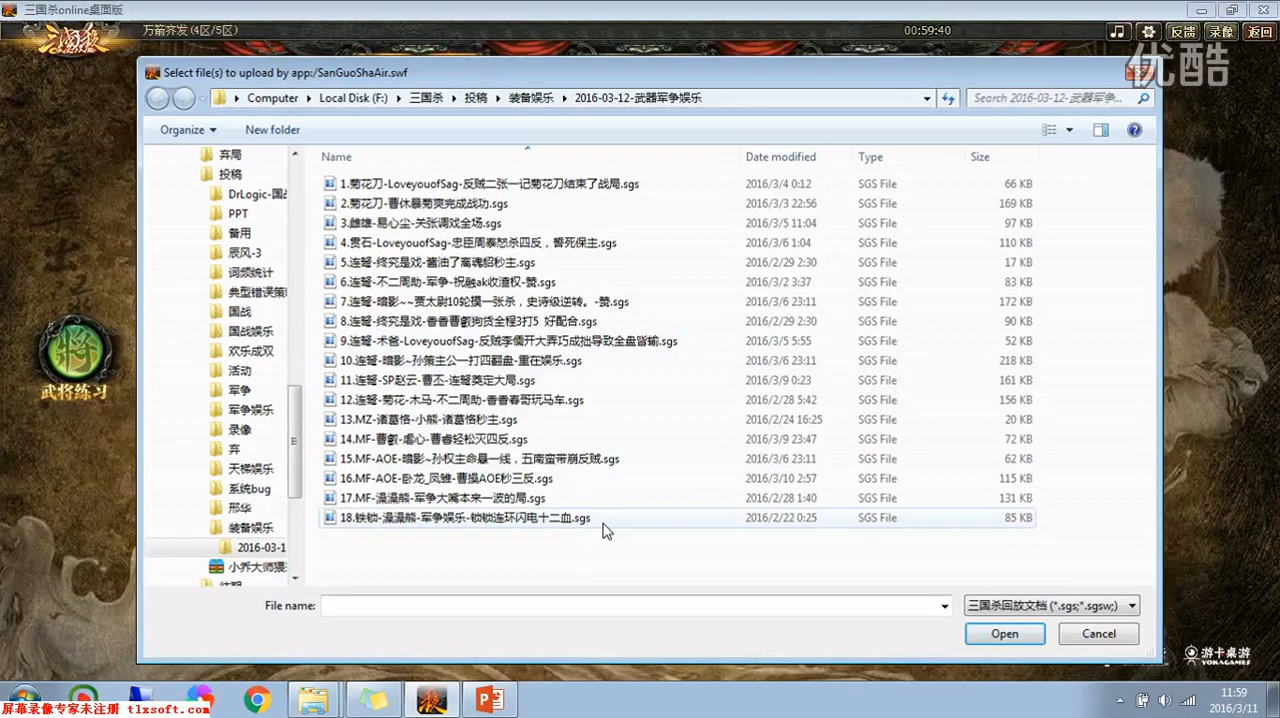 三国杀online桌面版
三国杀
万箭齐发 (4区/5区)
00:59:40
反馈
录像
返回
优酷
Select file(s) to upload by app:/SanGuoShaAir.swf
Computer
Local Disk (F:)
三国杀
投稿
装备娱乐
2016-03-12-武器军争娱乐
Search 2016-03-12-武器军争...
Organize
New folder
Name
Date modified
Type
Size
弃局
投稿
DrLogic-国战
PPT
备用
辰风-3
词频统计
典型错误策
国战
国战娱乐
欢乐成双
活动
军争
军争娱乐
录像
弃
天梯娱乐
系统bug
邢华
装备娱乐
2016-03-1
小乔大师猥
往期
1.菊花刀-LoveyouofSag-反贼二张一记菊花刀结束了战局.sgs 2016/3/4 0:12 SGS File 66 KB
2.菊花刀-曹休暴菊爽完成战功.sgs 2016/3/3 22:56 SGS File 169 KB
3.雌雄-易心尘-关张调戏全场.sgs 2016/3/5 11:04 SGS File 97 KB
4.贯石-LoveyouofSag-忠臣周泰怒杀四反，誓死保主.sgs 2016/3/6 1:04 SGS File 110 KB
5.连弩-终究是戏-酱油了离魂貂秒主.sgs 2016/2/29 2:30 SGS File 17 KB
6.连弩-不二周助-军争-祝融ak收渣权-赞.sgs 2016/3/2 3:37 SGS File 83 KB
7.连弩-暗影~~贾太尉10轮摸一张杀，史诗级逆转。-赞.sgs 2016/3/6 23:11 SGS File 172 KB
8.连弩-终究是戏-香香曹叡狗货全程3打5 好配合.sgs 2016/2/29 2:30 SGS File 90 KB
9.连弩-术爸-LoveyouofSag-反贼李儒开大弄巧成拙导致全盘皆输.sgs 2016/3/5 5:55 SGS File 52 KB
10.连弩-暗影~孙策主公一打四翻盘-重在娱乐.sgs 2016/3/6 23:11 SGS File 218 KB
11.连弩-SP赵云-曹丕-连弩奠定大局.sgs 2016/3/9 0:23 SGS File 161 KB
12.连弩-菊花-木马-不二周助-香香春哥玩马车.sgs 2016/2/28 5:42 SGS File 156 KB
13.MZ-诸葛恪-小熊-诸葛恪秒主.sgs 2016/2/24 16:25 SGS File 20 KB
14.MF-曹叡-虐心-曹睿轻松灭四反.sgs 2016/3/9 23:47 SGS File 72 KB
15.MF-AOE-暗影~孙权主命悬一线，五南蛮带崩反贼.sgs 2016/3/6 23:11 SGS File 62 KB
16.MF-AOE-卧龙_凤雏-曹操AOE秒三反.sgs 2016/3/10 2:57 SGS File 115 KB
17.MF-澡澡熊-军争大嘴本来一波的局.sgs 2016/2/28 1:40 SGS File 131 KB
18.铁锁-澡澡熊-军争娱乐-锁锁连环闪电十二血.sgs 2016/2/22 0:25 SGS File 85 KB
武将练习
File name:
三国杀回放文档 (*.sgs;*.sgsw;)
Open
Cancel
游卡桌游
YOKAGAMES
11:59
2016/3/11
屏幕录像专家未注册 tlxsoft.com